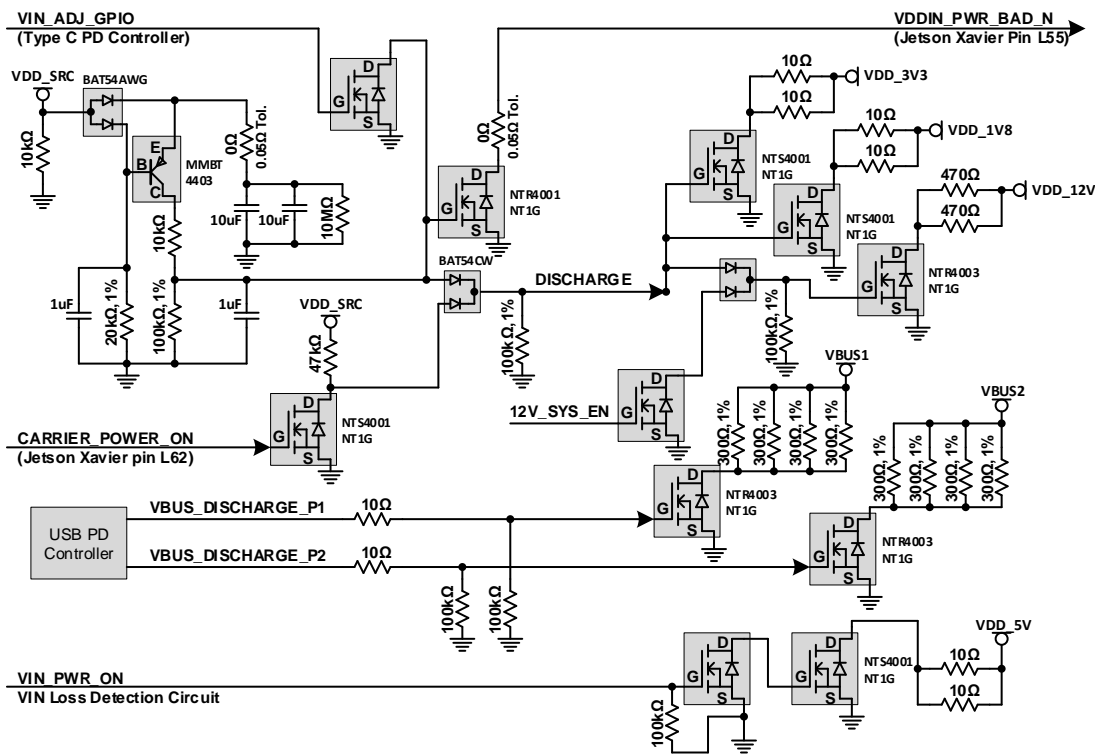 VIN_ADJ_GPIO
(Type C PD Controller)
VDDIN_PWR_BAD_N
(Jetson Xavier Pin L55)
VDD_SRC
BAT54AWG
10kΩ
B
E
C
MMBT
4403
0Ω
0.05Ω Tol.
10uF
10uF
10MΩ
D
G
S
0Ω
0.05Ω Tol.
D
G
S
NTR4001
NT1G
10Ω
10Ω
VDD_3V3
D
G
S
NTS4001
NT1G
10Ω
10Ω
VDD_1V8
D
G
S
NTS4001
NT1G
470Ω
470Ω
VDD_12V
D
G
S
NTR4003
NT1G
10kΩ
1uF
20kΩ, 1%
100kΩ, 1%
1uF
VDD_SRC
47kΩ
BAT54CW
DISCHARGE
100kΩ, 1%
100kΩ, 1%
12V_SYS_EN
D
G
S
CARRIER_POWER_ON
(Jetson Xavier pin L62)
D
G
S
NTS4001
NT1G
VBUS1
300Ω, 1%
300Ω, 1%
300Ω, 1%
300Ω, 1%
D
G
S
NTR4003
NT1G
VBUS2
300Ω, 1%
300Ω, 1%
300Ω, 1%
300Ω, 1%
D
G
S
NTR4003
NT1G
USB PD
Controller
VBUS_DISCHARGE_P1
10Ω
VBUS_DISCHARGE_P2
10Ω
100kΩ
100kΩ
VIN_PWR_ON
VIN Loss Detection Circuit
100kΩ
D
G
S
D
G
S
NTS4001
NT1G
VDD_5V
10Ω
10Ω